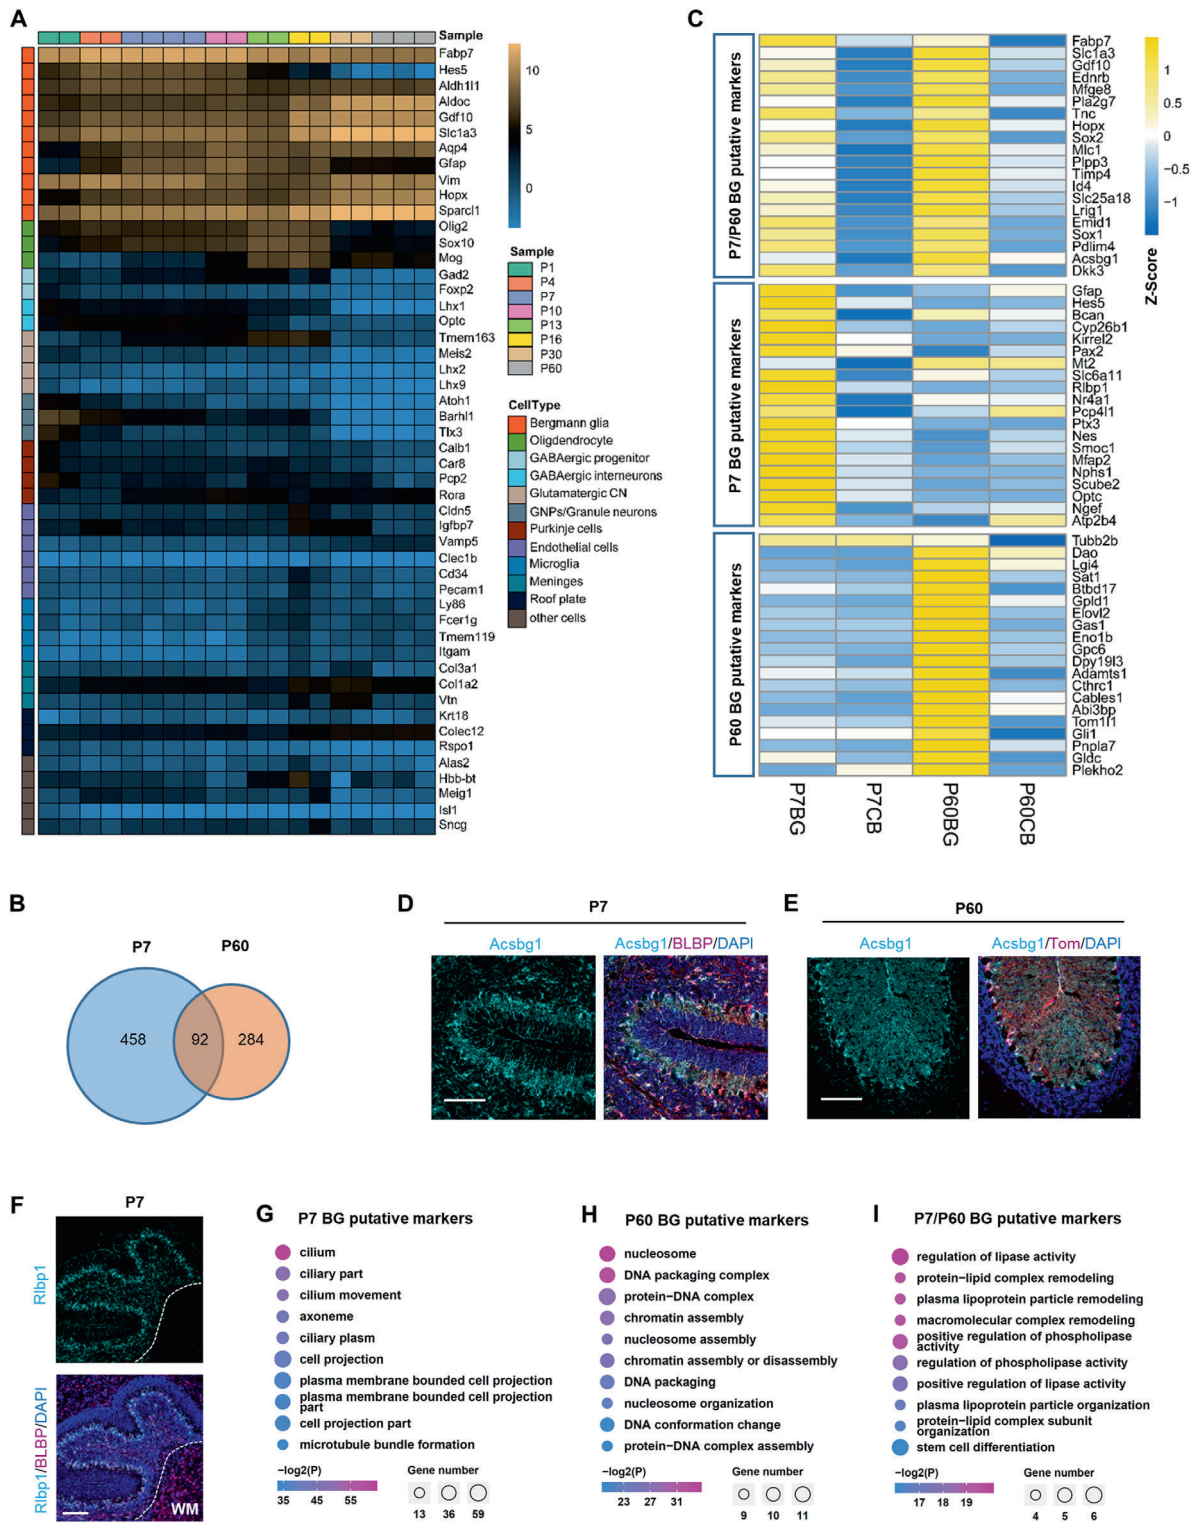 A
Sample
Fabp7
Hes5
Aldh1l1
Aldoc
Gdf10
Slc1a3
Aqp4
Gfap
Vim
Hopx
Sparcl1
Olig2
Sox10
Mog
Gad2
Foxp2
Lhx1
Optc
Tmem163
Meis2
Lhx2
Lhx9
Atoh1
Barhl1
Tlx3
Calb1
Car8
Pcp2
Rora
Cldn5
Igfbp7
Vamp5
Clec1b
Cd34
Pecam1
Ly86
Fcer1g
Tmem119
Itgam
Col3a1
Col1a2
Vtn
Krt18
Colec12
Rspo1
Alas2
Hbb-bt
Meig1
Isl1
Sncg
10
5
0
Sample
P1
P4
P7
P10
P13
P16
P30
P60
CellType
Bergmann glia
Oligdendrocyte
GABAergic progenitor
GABAergic interneurons
Glutamatergic CN
GNPs/Granule neurons
Purkinje cells
Endothelial cells
Microglia
Meninges
Roof plate
other cells
C
P7/P60 BG putative markers
Fabp7
Slc1a3
Gdf10
Ednrb
Mfge8
Pla2g7
Tnc
Hopx
Sox2
Mlc1
Plpp3
Timp4
Id4
Slc25a18
Lrig1
Emid1
Sox1
Pdlim4
Acsbg1
Dkk3
P7 BG putative markers
Gfap
Hes5
Bcan
Cyp26b1
Kirrel2
Pax2
Mt2
Slc6a11
Rlbp1
Nr4a1
Pcp4l1
Ptx3
Nes
Smoc1
Mfap2
Nphs1
Scube2
Optc
Ngef
Atp2b4
P60 BG putative markers
Tubb2b
Dao
Lgi4
Sat1
Btbd17
Gpld1
Elovl2
Gas1
Eno1b
Gpc6
Dpy19l3
Adamts1
Cthrc1
Cables1
Abi3bp
Tom1l1
Gli1
Pnpla7
Gldc
Plekho2
P7BG
P7CB
P60BG
P60CB
1
0.5
0
−0.5
−1
Z-Score
B
P7
P60
458
92
284
D
P7
Acsbg1
Acsbg1/BLBP/DAPI
E
P60
Acsbg1
Acsbg1/Tom/DAPI
F
P7
Rlbp1
Rlbp1/BLBP/DAPI
WM
G
P7 BG putative markers
cilium
ciliary part
cilium movement
axoneme
ciliary plasm
cell projection
plasma membrane bounded cell projection
plasma membrane bounded cell projection
part
cell projection part
microtubule bundle formation
−log2(P)
35 45 55
Gene number
13 36 59
H
P60 BG putative markers
nucleosome
DNA packaging complex
protein−DNA complex
chromatin assembly
nucleosome assembly
chromatin assembly or disassembly
DNA packaging
nucleosome organization
DNA conformation change
protein−DNA complex assembly
−log2(P)
23 27 31
Gene number
9 10 11
I
P7/P60 BG putative markers
regulation of lipase activity
protein−lipid complex remodeling
plasma lipoprotein particle remodeling
macromolecular complex remodeling
positive regulation of phospholipase
activity
regulation of phospholipase activity
positive regulation of lipase activity
plasma lipoprotein particle organization
protein−lipid complex subunit
organization
stem cell differentiation
−log2(P)
17 18 19
Gene number
4 5 6